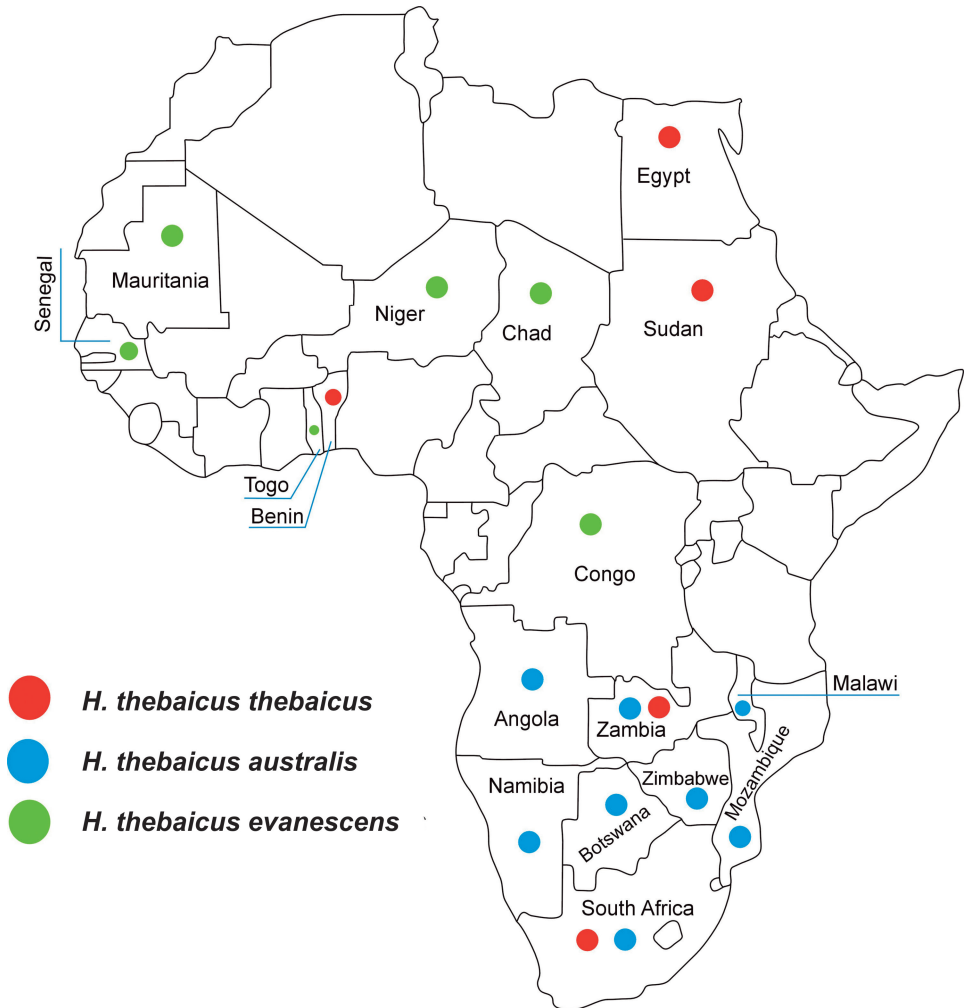 Egypt
Senegal
Mauritania
Niger
Chad
Sudan
Togo
Benin
Congo
Malawi
Angola
Zambia
Mozambique
Namibia
Zimbabwe
Botswana
South Africa
H. thebaicus thebaicus
H. thebaicus australis
H. thebaicus evanescens